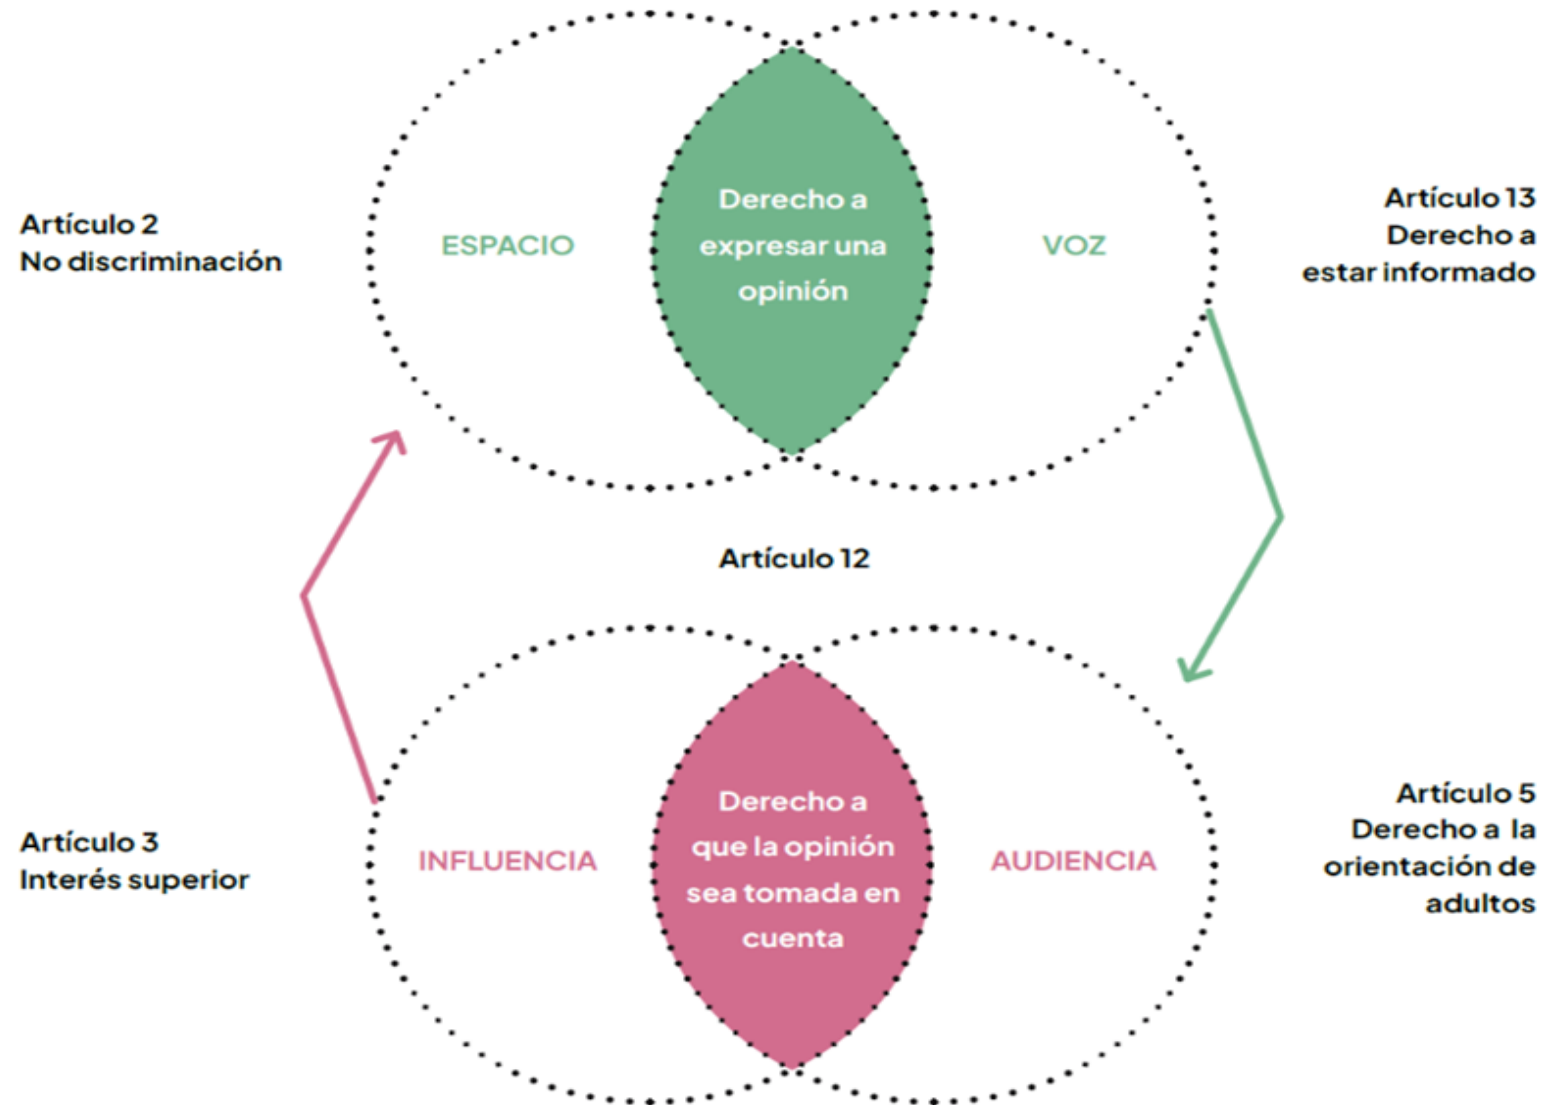 Artículo 2
No discriminación
ESPACIO
Derecho a
expresar una
opinión
VOZ
Artículo 13
Derecho a
estar informado
Artículo 12
Artículo 3
Interés superior
INFLUENCIA
Derecho a
que la opinión
sea tomada en
cuenta
AUDIENCIA
Artículo 5
Derecho a la
orientación de
adultos